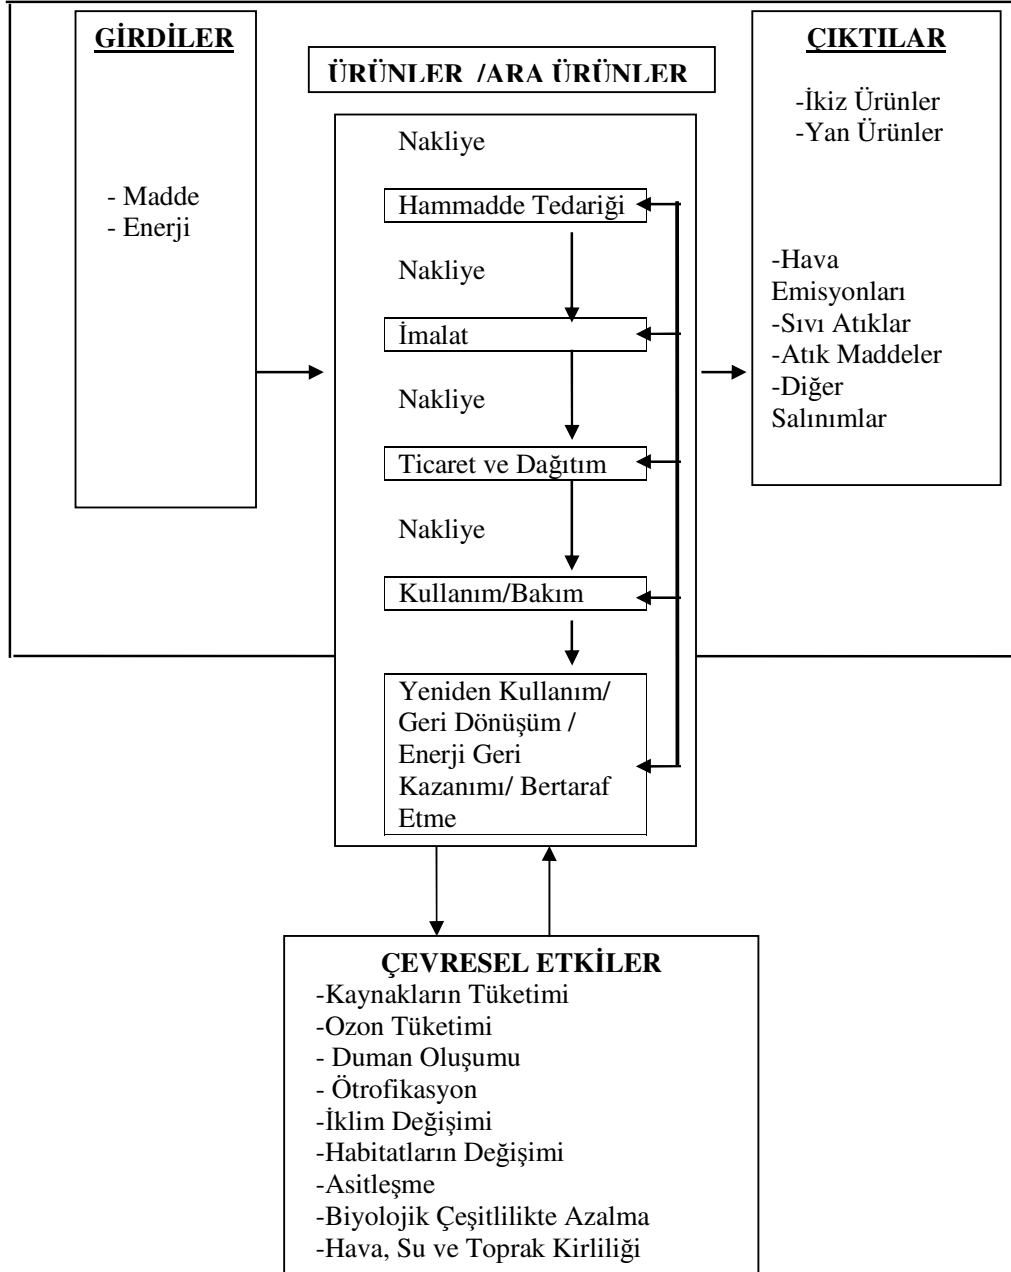 GİRDİLER
- Madde
- Enerji
ÜRÜNLER /ARA ÜRÜNLER
Nakliye
Hammadde Tedariği
Nakliye
İmalat
Nakliye
Ticaret ve Dağıtım
Nakliye
Kullanım/Bakım
Yeniden Kullanım/
Geri Dönüşüm /
Enerji Geri
Kazanımı/ Bertaraf
Etme
ÇIKTILAR
-İkiz Ürünler
-Yan Ürünler
-Hava
Emisyonları
-Sıvı Atıklar
-Atık Maddeler
-Diğer
Salınımlar
ÇEVRESEL ETKİLER
-Kaynakların Tüketimi
-Ozon Tüketimi
- Duman Oluşumu
- Ötrofikasyon
-İklim Değişimi
-Habitatların Değişimi
-Asitleşme
-Biyolojik Çeşitlilikte Azalma
-Hava, Su ve Toprak Kirliliği